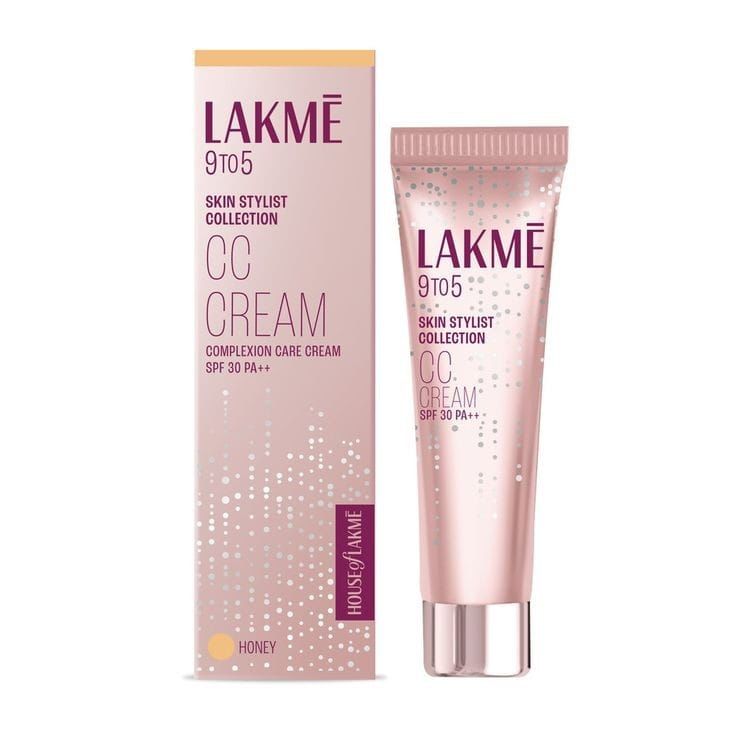 LAKMĒ
9TO5
SKIN STYLIST
COLLECTION
CC
CREAM
COMPLEXION CARE CREAM
SPF 30 PA++
HOUSE of LAKMĒ
HONEY
LAKMĒ
9TO5
SKIN STYLIST
COLLECTION
CC
CREAM
SPF 30 PA++